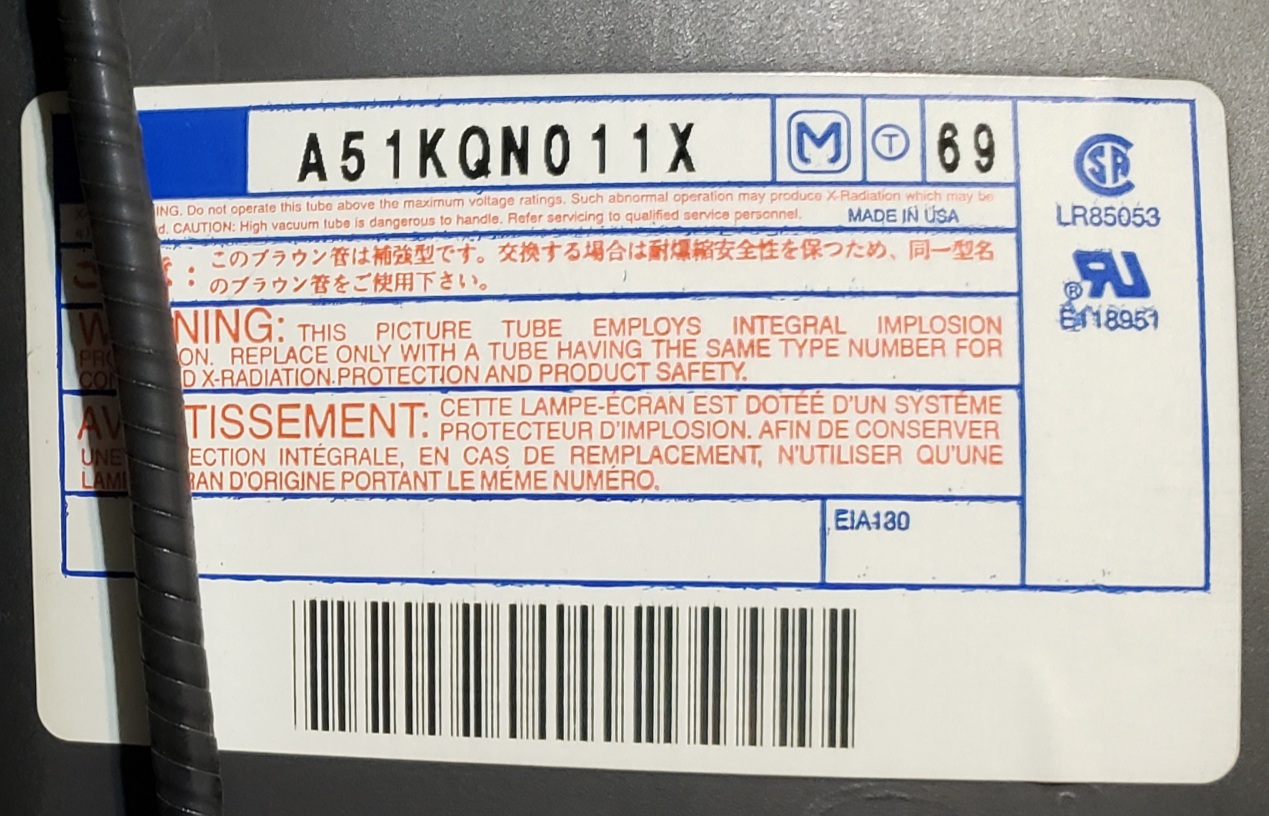 A51KQN011X M T 69
ING. Do not operate this tube above the maximum voltage ratings. Such abnormal operation may produce X-Radiation which may be
d. CAUTION: High vacuum tube is dangerous to handle. Refer servicing to qualified service personnel. MADE IN USA
このブラウン管は補強型です。交換する場合は耐爆縮安全性を保つため、同一型名
のブラウン管をご使用下さい。
NING: THIS PICTURE TUBE EMPLOYS INTEGRAL IMPLOSION
ON. REPLACE ONLY WITH A TUBE HAVING THE SAME TYPE NUMBER FOR
D X-RADIATION PROTECTION AND PRODUCT SAFETY.
TISSEMENT: CETTE LAMPE-ÉCRAN EST DOTÉÉ D'UN SYSTÉME
PROTECTEUR D'IMPLOSION. AFIN DE CONSERVER
UNE ECTION INTÉGRALE, EN CAS DE REMPLACEMENT, N'UTILISER QU'UNE
LAM RAN D'ORIGINE PORTANT LE MÉME NUMÉRO.
EIA130
SA
LR85053
RU
®
E118951